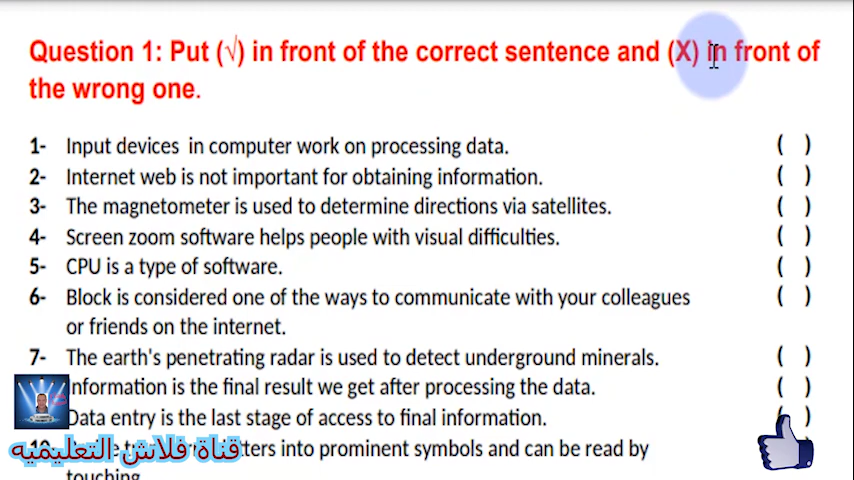 Question 1: Put (√) in front of the correct sentence and (X) in front of
the wrong one.
1- Input devices in computer work on processing data. ( )
2- Internet web is not important for obtaining information. ( )
3- The magnetometer is used to determine directions via satellites. ( )
4- Screen zoom software helps people with visual difficulties. ( )
5- CPU is a type of software. ( )
6- Block is considered one of the ways to communicate with your colleagues ( )
or friends on the internet.
7- The earth's penetrating radar is used to detect underground minerals. ( )
Information is the final result we get after processing the data. ( )
Data entry is the last stage of access to final information. ( )
into prominent symbols and can be read by
touching
قناة فلاش التعليميه